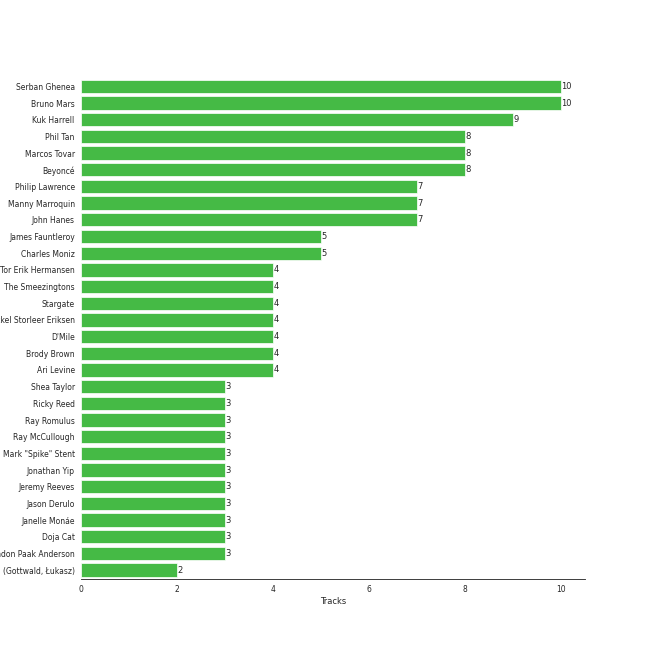 Serban Ghenea 10
Bruno Mars 10
Kuk Harrell 9
Phil Tan 8
Marcos Tovar 8
Beyoncé 8
Philip Lawrence 7
Manny Marroquin 7
John Hanes 7
James Fauntleroy 5
Charles Moniz 5
Tor Erik Hermansen 4
The Smeezingtons 4
Stargate 4
kel Storleer Eriksen 4
D'Mile 4
Brody Brown 4
Ari Levine 4
Shea Taylor 3
Ricky Reed 3
Ray Romulus 3
Ray McCullough 3
Mark "Spike" Stent 3
Jonathan Yip 3
Jeremy Reeves 3
Jason Derulo 3
Janelle Monáe 3
Doja Cat 3
don Paak Anderson 3
(Gottwald, Łukasz) 2
0 2 4 6 8 10
Tracks